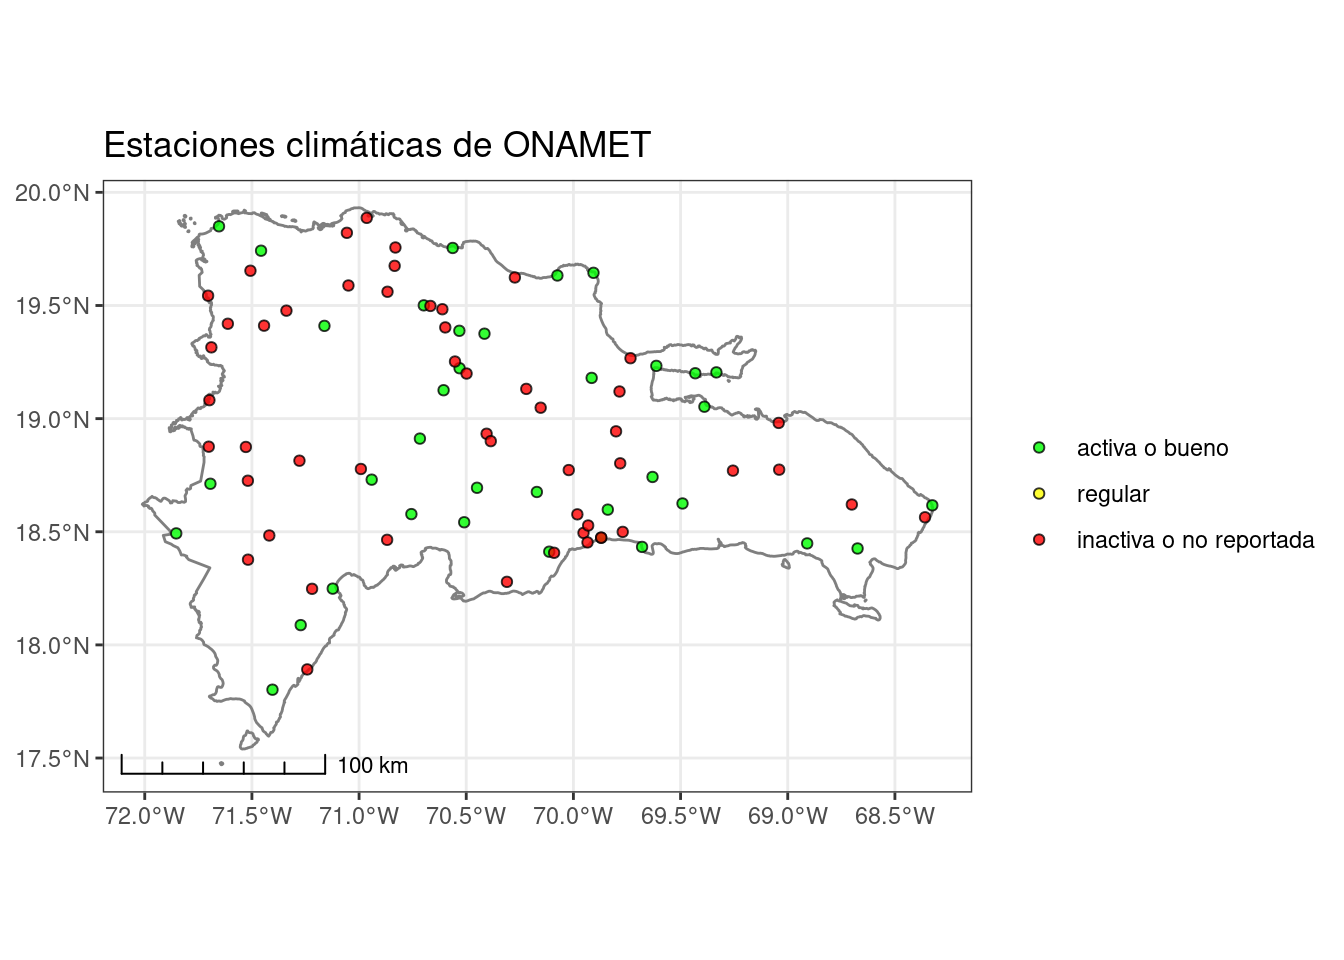 Estaciones climáticas de ONAMET
20.0°N
19.5°N
19.0°N
18.5°N
18.0°N
17.5°N
100 km
72.0°W 71.5°W 71.0°W 70.5°W 70.0°W 69.5°W 69.0°W 68.5°W
activa o bueno
regular
inactiva o no reportada